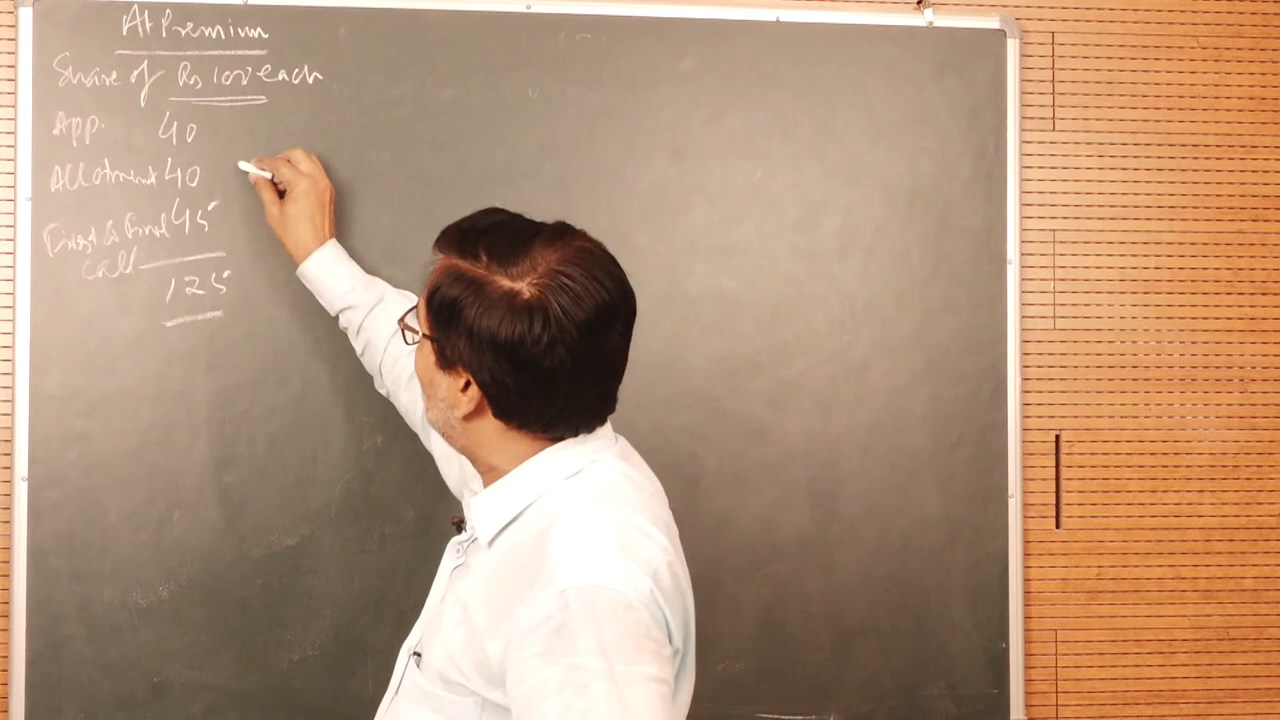 At Premium
Share of Rs 100 each
App. 40
Allotment 40
First & Final 45
call
125